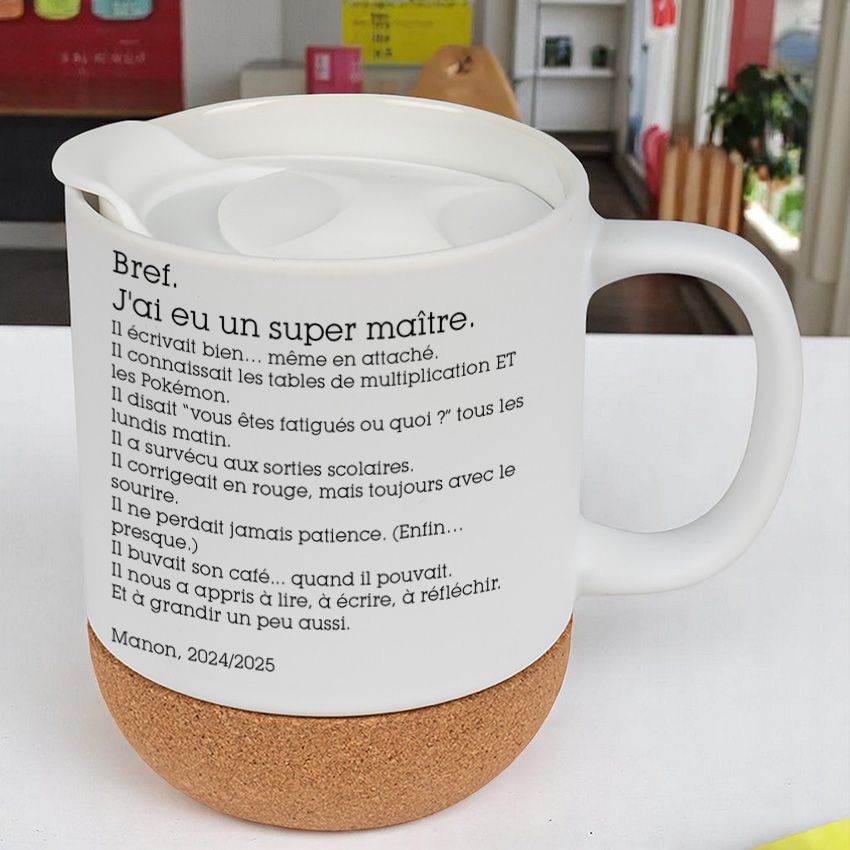 Bref.
J'ai eu un super maître.
Il écrivait bien... même en attaché.
Il connaissait les tables de multiplication ET
les Pokémon.
Il disait "vous êtes fatigués ou quoi ?" tous les
lundis matin.
Il a survécu aux sorties scolaires.
Il corrigeait en rouge, mais toujours avec le
sourire.
Il ne perdait jamais patience. (Enfin...
presque.)
Il buvait son café... quand il pouvait.
Il nous a appris à lire, à écrire, à réfléchir.
Et à grandir un peu aussi.
Manon, 2024/2025